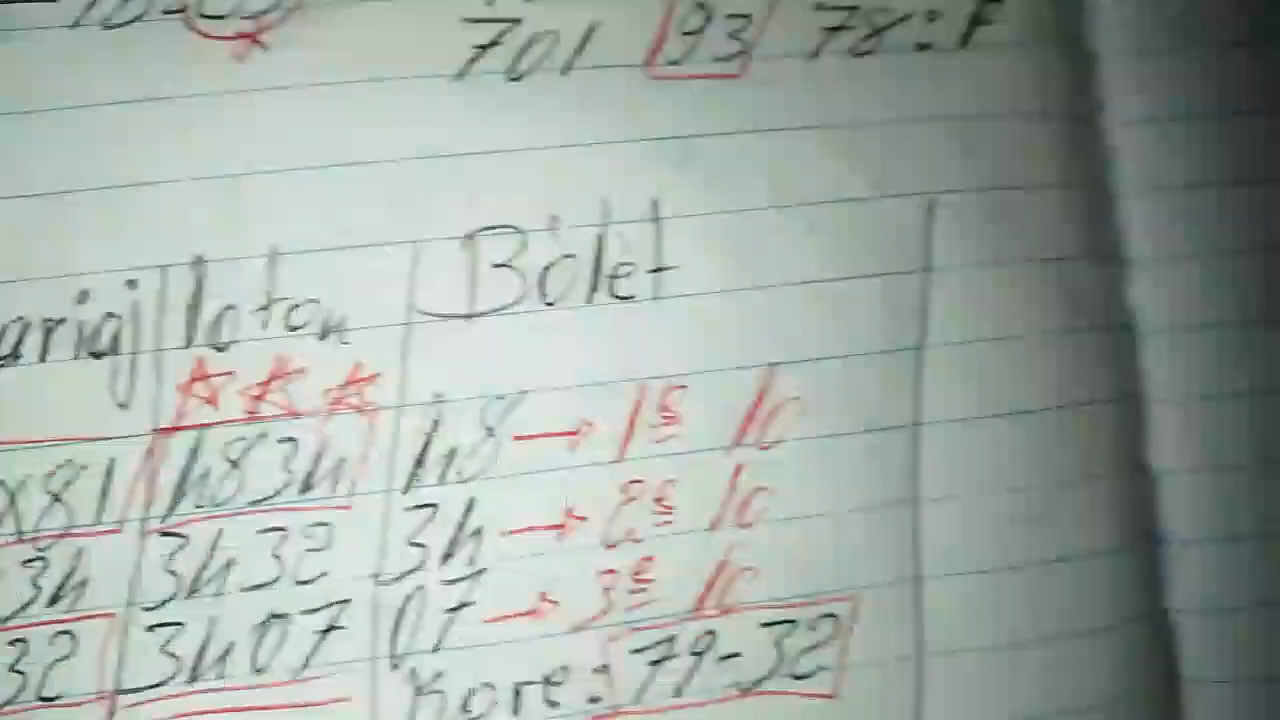 701 93 78: F
ariaj loton Bòlèt
x81 4834 48 → 1e lo
34 3432 34 → 2e lo
32 3407 07 → 3e lo
Kore: 79-32